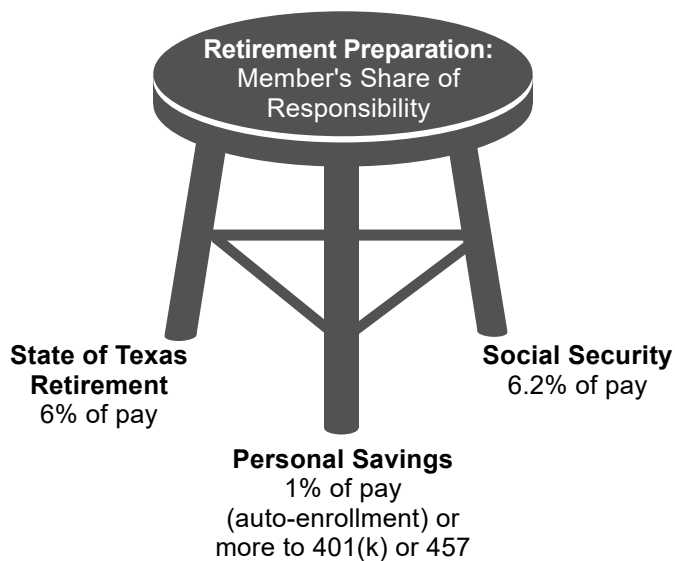 Retirement Preparation:
Member's Share of
Responsibility
State of Texas
Retirement
6% of pay
Social Security
6.2% of pay
Personal Savings
1% of pay
(auto-enrollment) or
more to 401(k) or 457